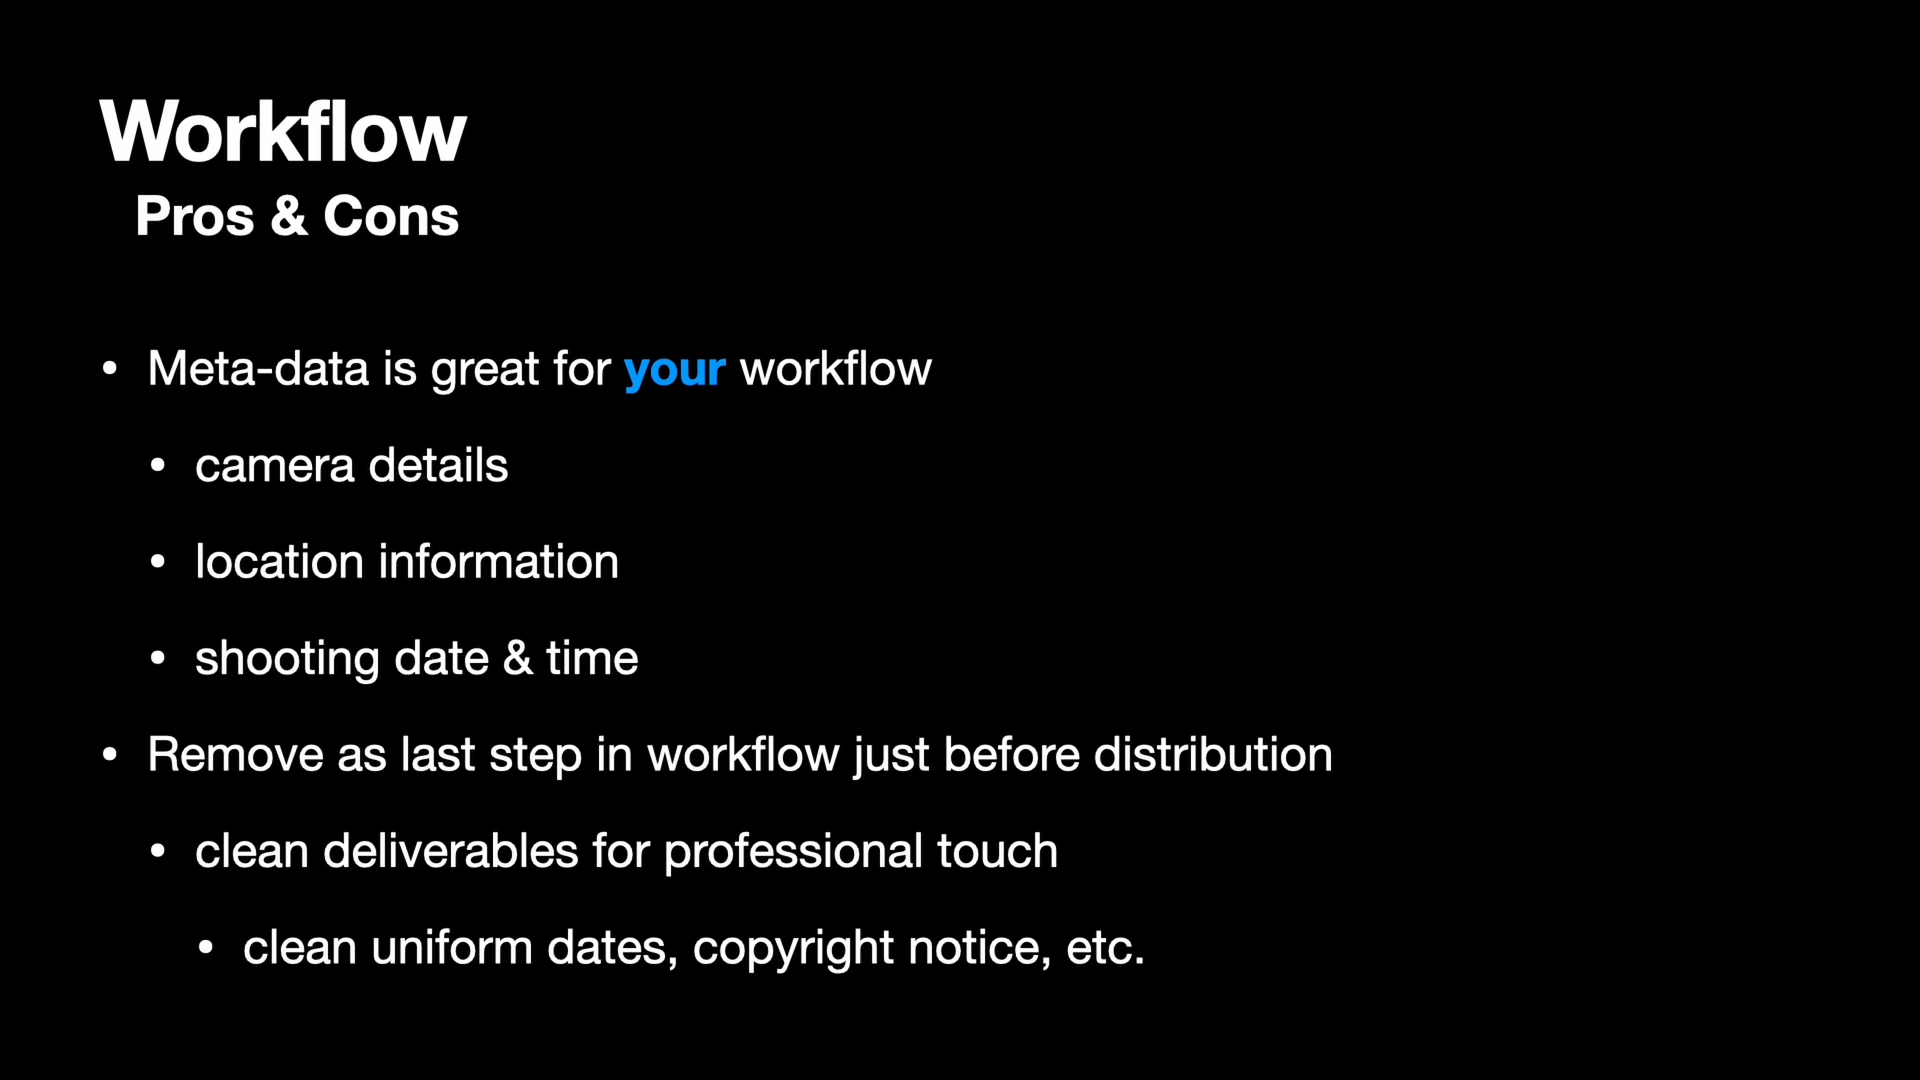 Workflow
Pros & Cons
• Meta-data is great for your workflow
• camera details
• location information
• shooting date & time
• Remove as last step in workflow just before distribution
• clean deliverables for professional touch
• clean uniform dates, copyright notice, etc.